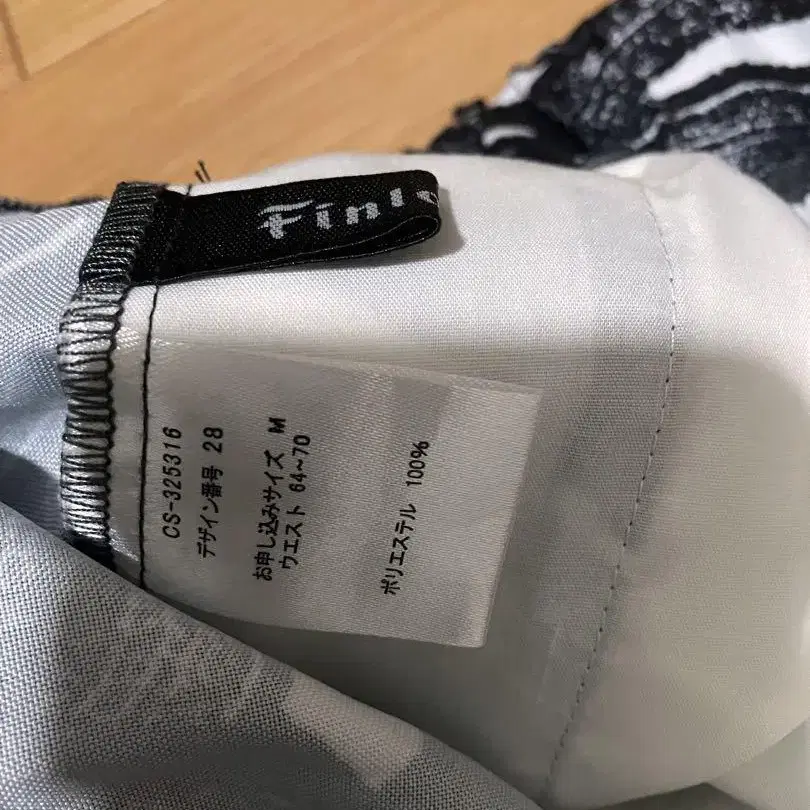 CS-325316
デザイン番号 28
お申し込みサイズ M
ウエスト 64~70
ポリエステル 100%